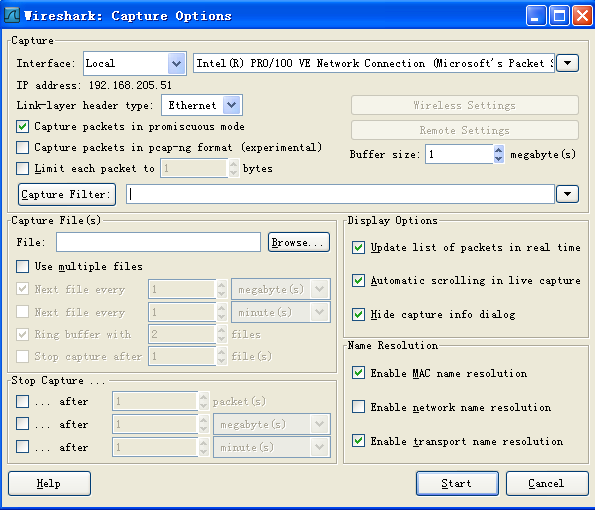 Wireshark: Capture Options
Capture
Interface: Local Intel(R) PRO/100 VE Network Connection (Microsoft's Packet S
IP address: 192.168.205.51
Link-layer header type: Ethernet
Wireless Settings
Capture packets in promiscuous mode
Remote Settings
Capture packets in pcap-ng format (experimental)
Buffer size: 1 megabyte(s)
Limit each packet to 1 bytes
Capture Filter:
Capture File(s)
File: Browse...
Use multiple files
Next file every 1 megabyte(s)
Next file every 1 minute(s)
Ring buffer with 2 files
Stop capture after 1 file(s)
Stop Capture ...
... after 1 packet(s)
... after 1 megabyte(s)
... after 1 minute(s)
Display Options
Update list of packets in real time
Automatic scrolling in live capture
Hide capture info dialog
Name Resolution
Enable MAC name resolution
Enable network name resolution
Enable transport name resolution
Help Start Cancel